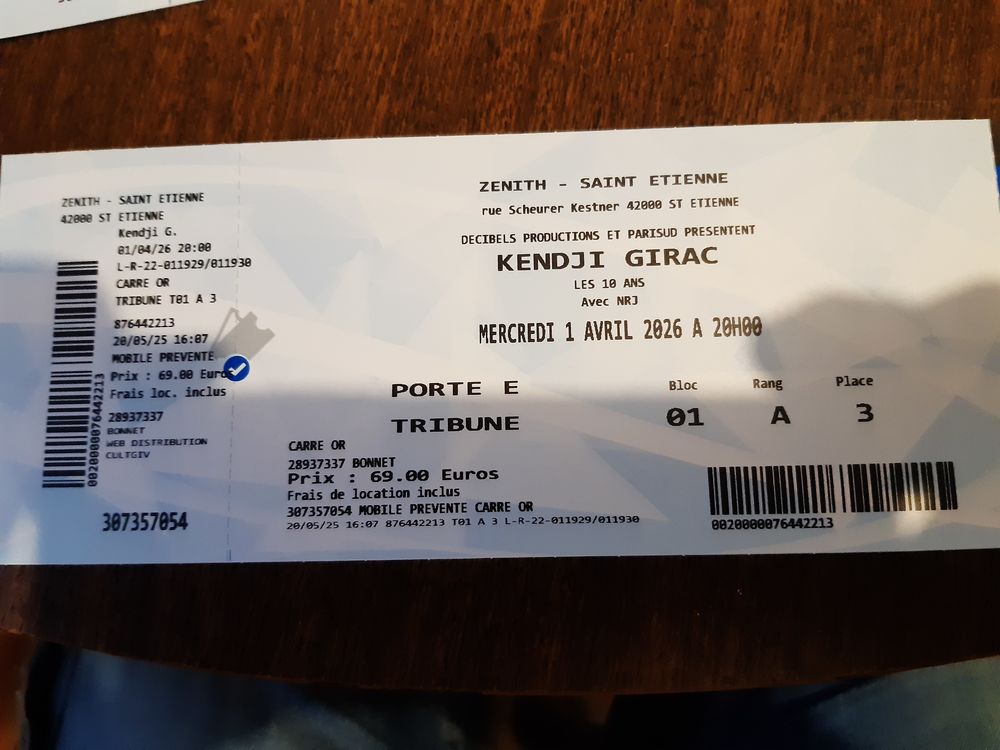 ZENITH - SAINT ETIENNE
42000 ST ETIENNE
Kendji G.
01/04/26 20:00
L-R-22-011929/011930
CARRE OR
TRIBUNE T01 A 3
876442213
20/05/25 16:07
MOBILE PREVENTE
Prix : 69.00 Euros
Frais loc. inclus
28937337
BONNET
WEB DISTRIBUTION
CULTGIV
307357054
0020000076442213
ZENITH - SAINT ETIENNE
rue Scheurer Kestner 42000 ST ETIENNE
DECIBELS PRODUCTIONS ET PARISUD PRESENTENT
KENDJI GIRAC
LES 10 ANS
Avec NRJ
MERCREDI 1 AVRIL 2026 A 20H00
PORTE E
TRIBUNE
Bloc Rang Place
01 A 3
CARRE OR
28937337 BONNET
Prix : 69.00 Euros
Frais de location inclus
307357054 MOBILE PREVENTE CARRE OR
20/05/25 16:07 876442213 T01 A 3 L-R-22-011929/011930
0020000076442213